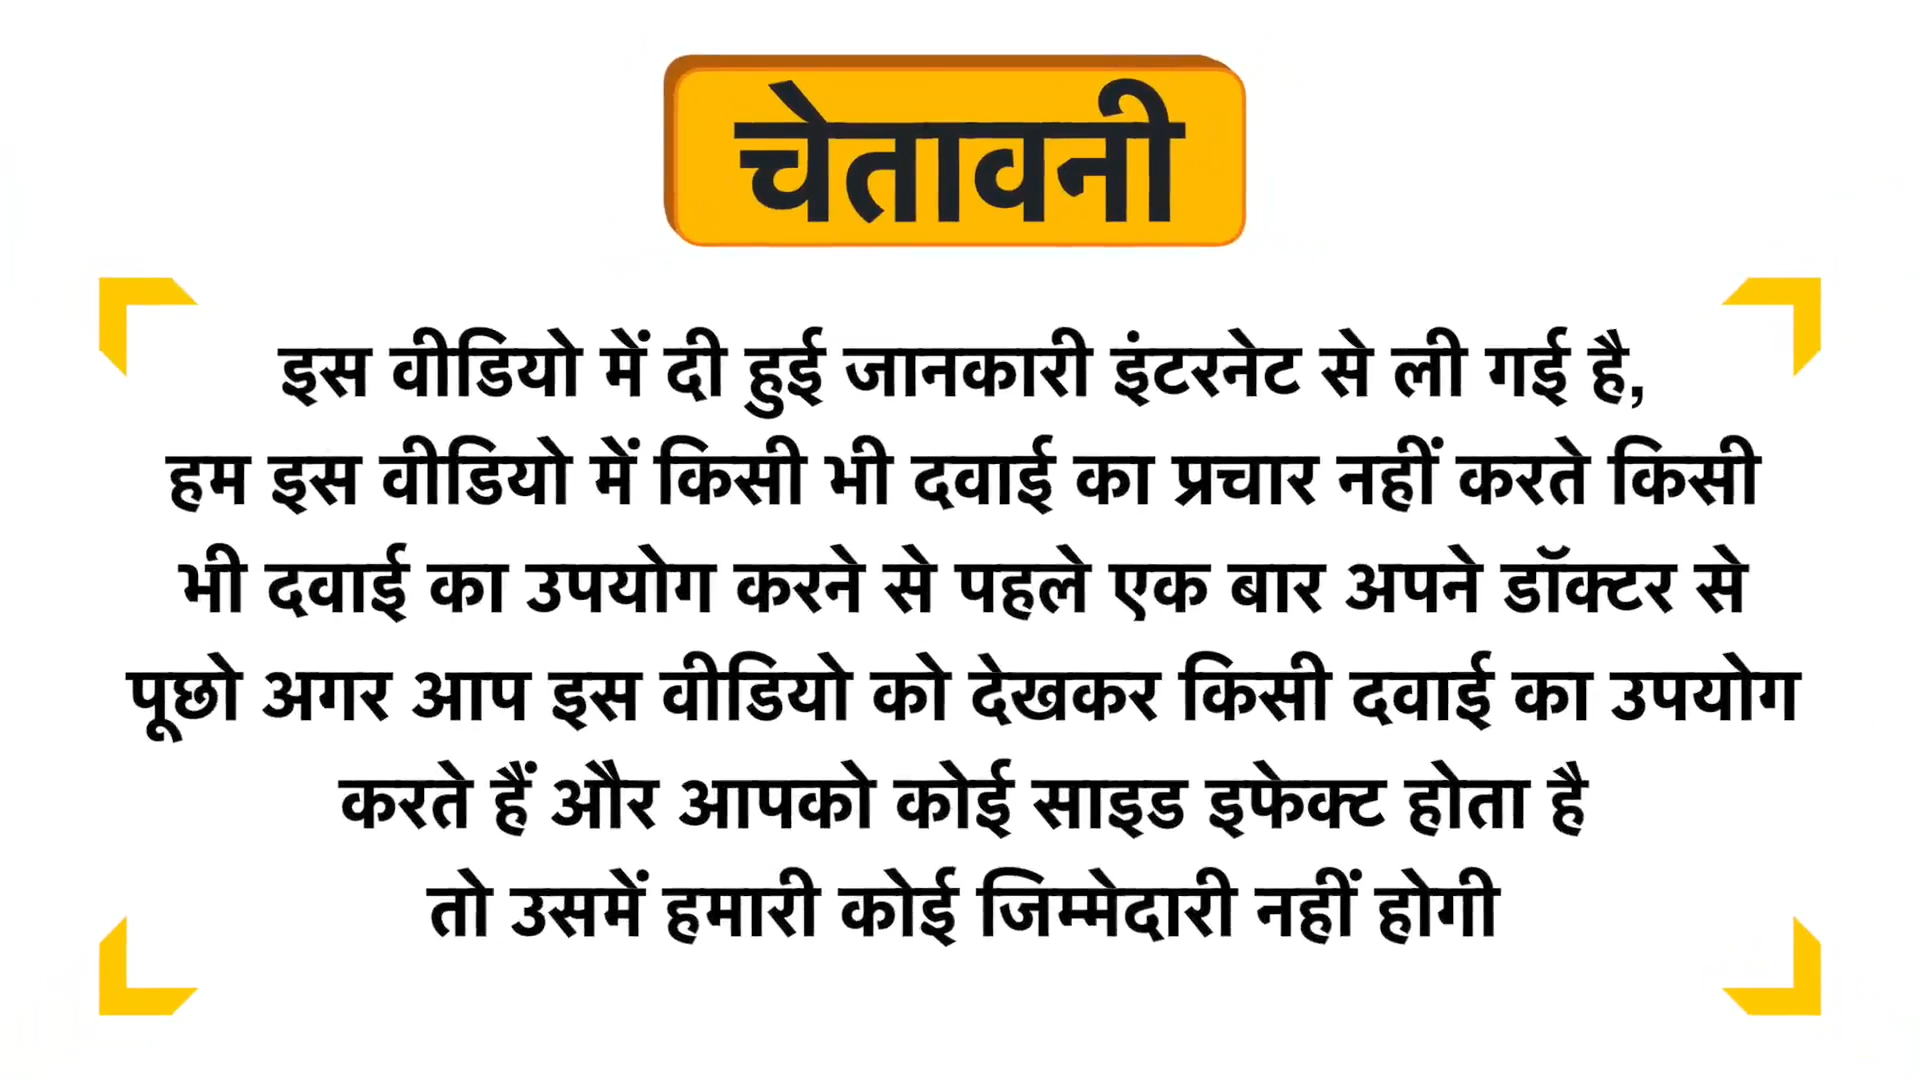 चेतावनी
इस वीडियो में दी हुई जानकारी इंटरनेट से ली गई है,
हम इस वीडियो में किसी भी दवाई का प्रचार नहीं करते किसी
भी दवाई का उपयोग करने से पहले एक बार अपने डॉक्टर से
पूछो अगर आप इस वीडियो को देखकर किसी दवाई का उपयोग
करते हैं और आपको कोई साइड इफेक्ट होता है
तो उसमें हमारी कोई जिम्मेदारी नहीं होगी